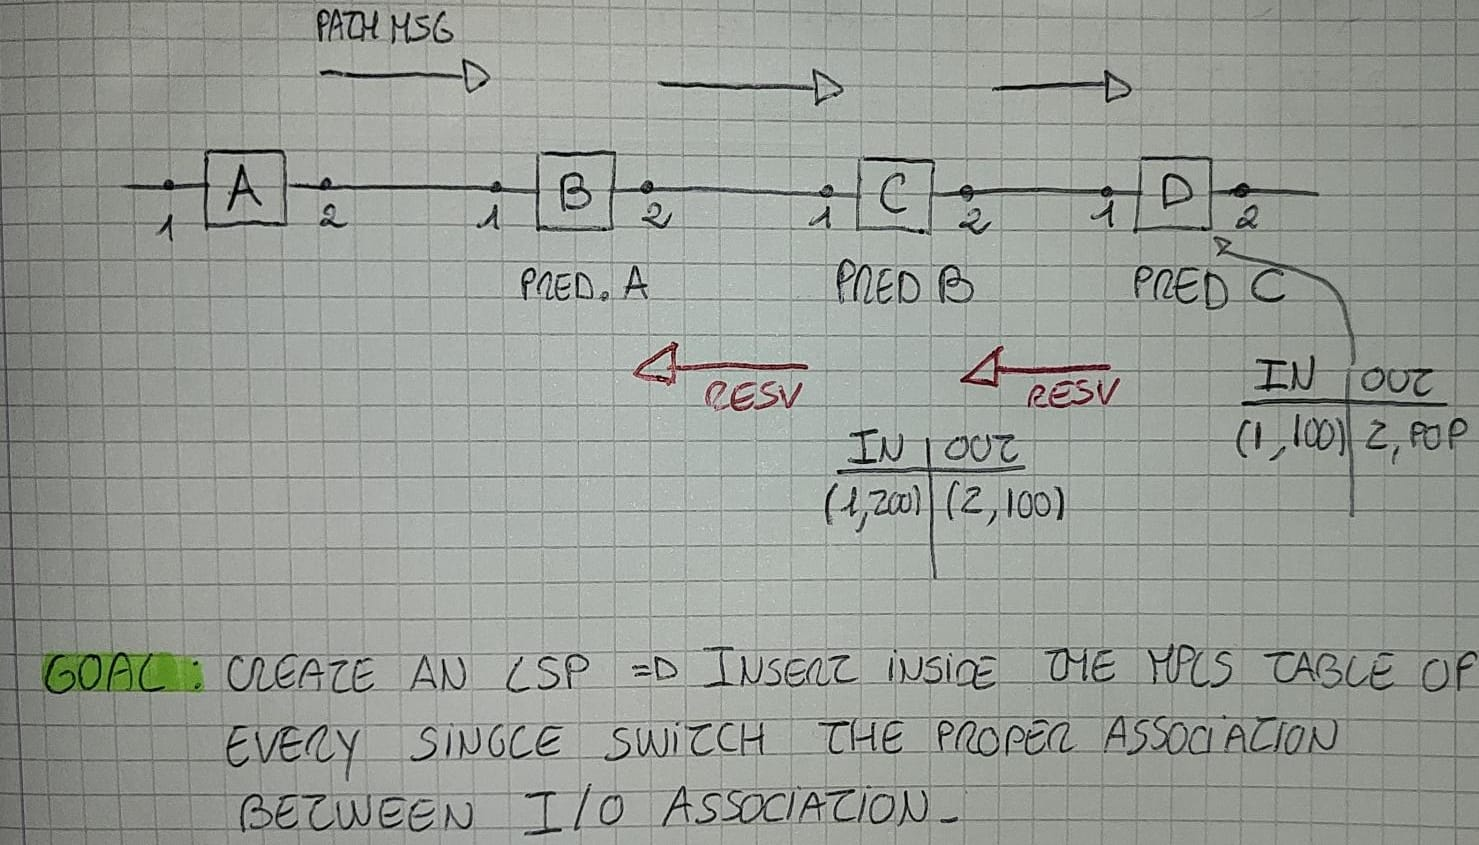 PATH MSG
A B C D
1 2 1 2 1 2 1 2
PRED. A PRED B PRED C
RESV RESV
IN OUT
(1,100) 2, POP
IN OUT
(1,200) (2,100)
GOAL: CREATE AN LSP => INSERT INSIDE THE MPLS TABLE OF
EVERY SINGLE SWITCH THE PROPER ASSOCIATION
BETWEEN I/O ASSOCIATION_